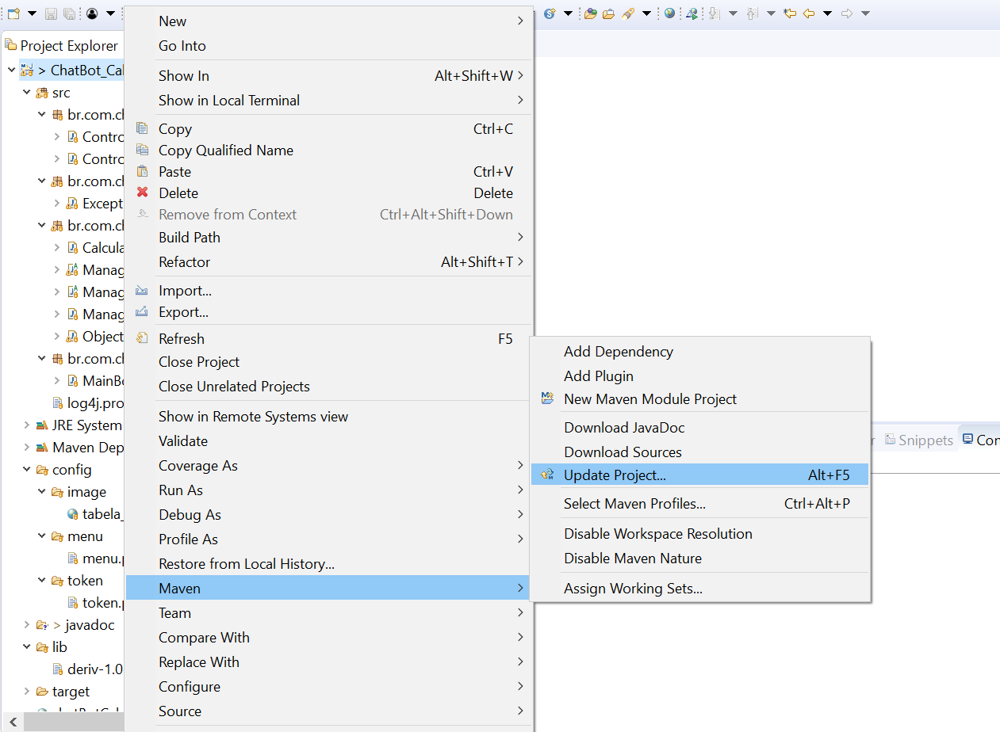 Project Explorer
> ChatBot_Cal
src
br.com.ch
Contro
Contro
br.com.ch
Except
br.com.ch
Calcula
Manag
Manag
Manag
Object
br.com.ch
MainBo
log4j.pro
JRE System
Maven Dep
config
image
tabela_
menu
menu.p
token
token.p
> javadoc
lib
deriv-1.0
target
New
Go Into
Show In Alt+Shift+W
Show in Local Terminal
Copy Ctrl+C
Copy Qualified Name
Paste Ctrl+V
Delete Delete
Remove from Context Ctrl+Alt+Shift+Down
Build Path
Refactor Alt+Shift+T
Import...
Export...
Refresh F5
Close Project
Close Unrelated Projects
Show in Remote Systems view
Validate
Coverage As
Run As
Debug As
Profile As
Restore from Local History...
Maven
Team
Compare With
Replace With
Configure
Source
Add Dependency
Add Plugin
New Maven Module Project
Download JavaDoc
Download Sources
Update Project... Alt+F5
Select Maven Profiles... Ctrl+Alt+P
Disable Workspace Resolution
Disable Maven Nature
Assign Working Sets...
Snippets
Con